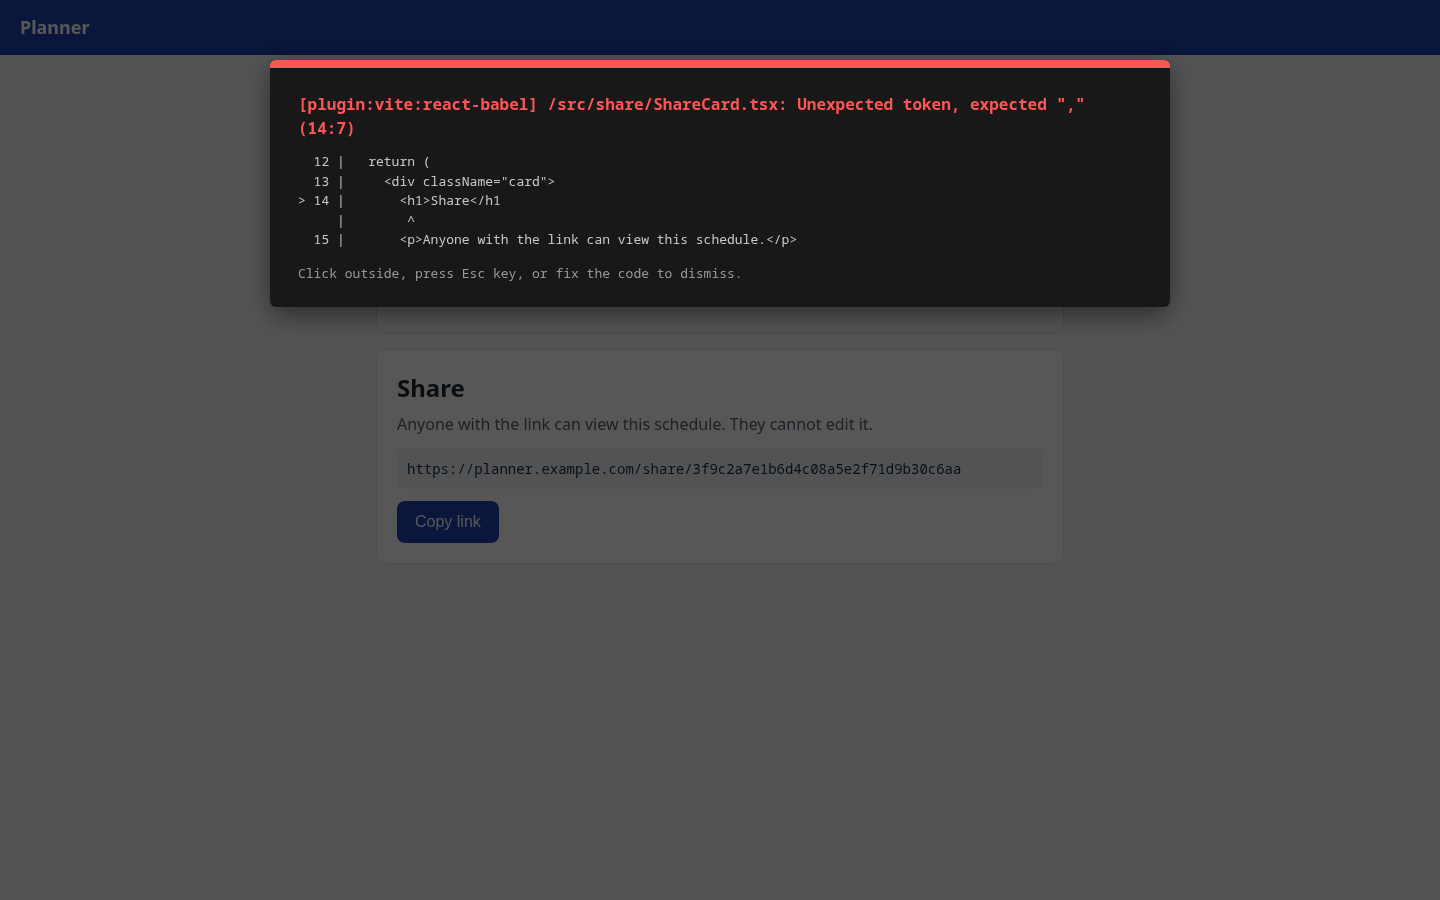 Planner
[plugin:vite:react-babel] /src/share/ShareCard.tsx: Unexpected token, expected ","
(14:7)
  12 |   return (
  13 |     <div className="card">
> 14 |       <h1>Share</h1
     |        ^
  15 |       <p>Anyone with the link can view this schedule.</p>
Click outside, press Esc key, or fix the code to dismiss.
Share
Anyone with the link can view this schedule. They cannot edit it.
https://planner.example.com/share/3f9c2a7e1b6d4c08a5e2f71d9b30c6aa
Copy link